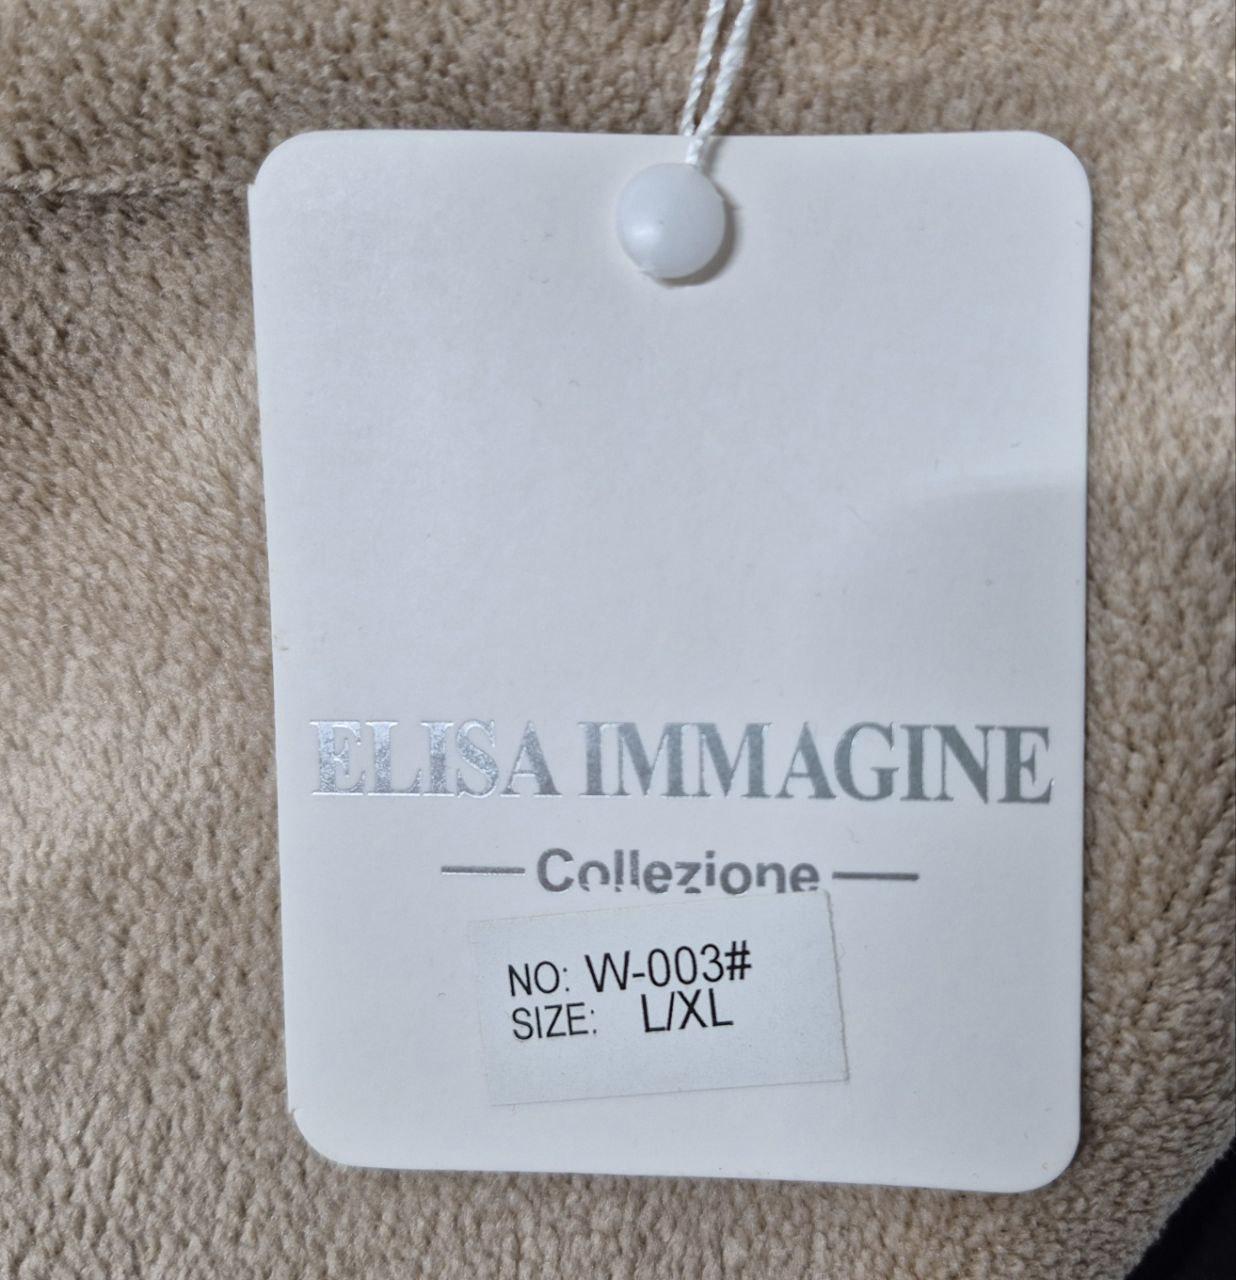 ELISA IMMAGINE
Collezione
NO: W-003#
SIZE: L/XL